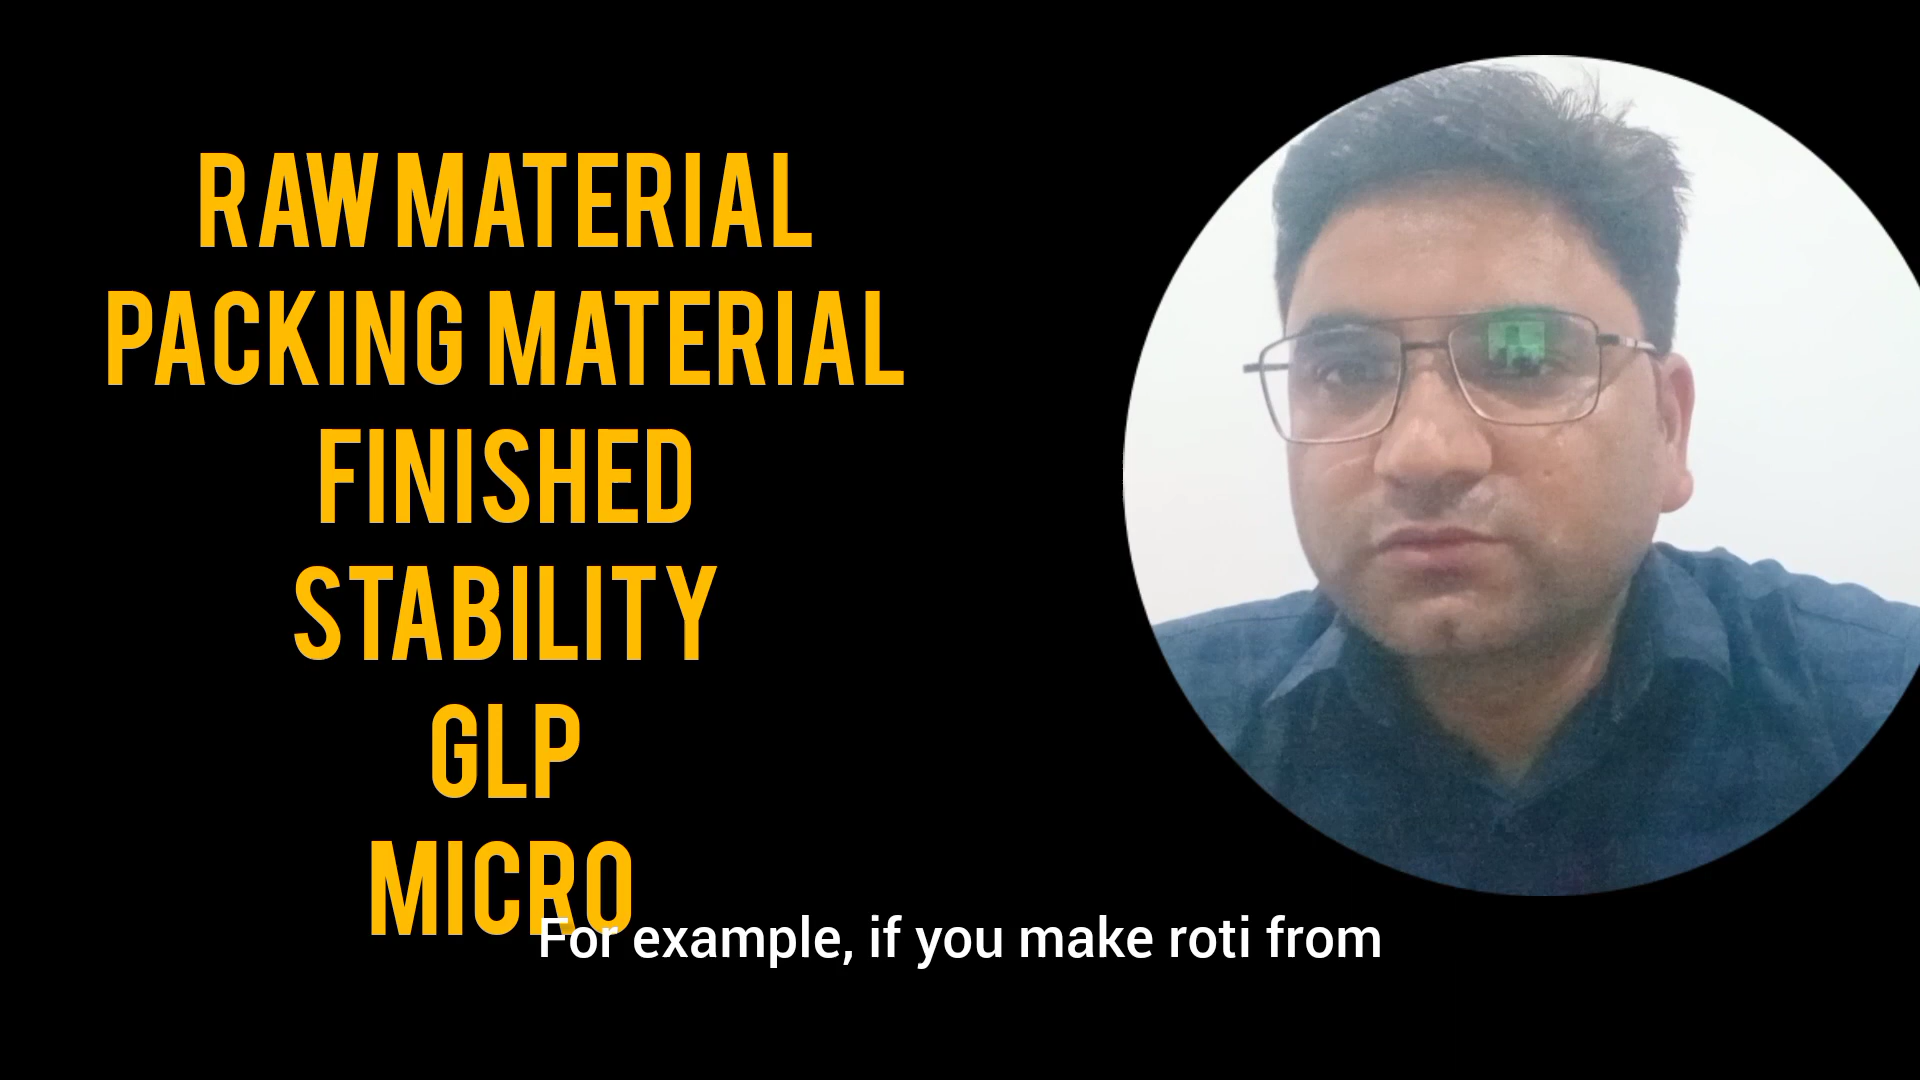 RAW MATERIAL
PACKING MATERIAL
FINISHED
STABILITY
GLP
MICRO
For example, if you make roti from